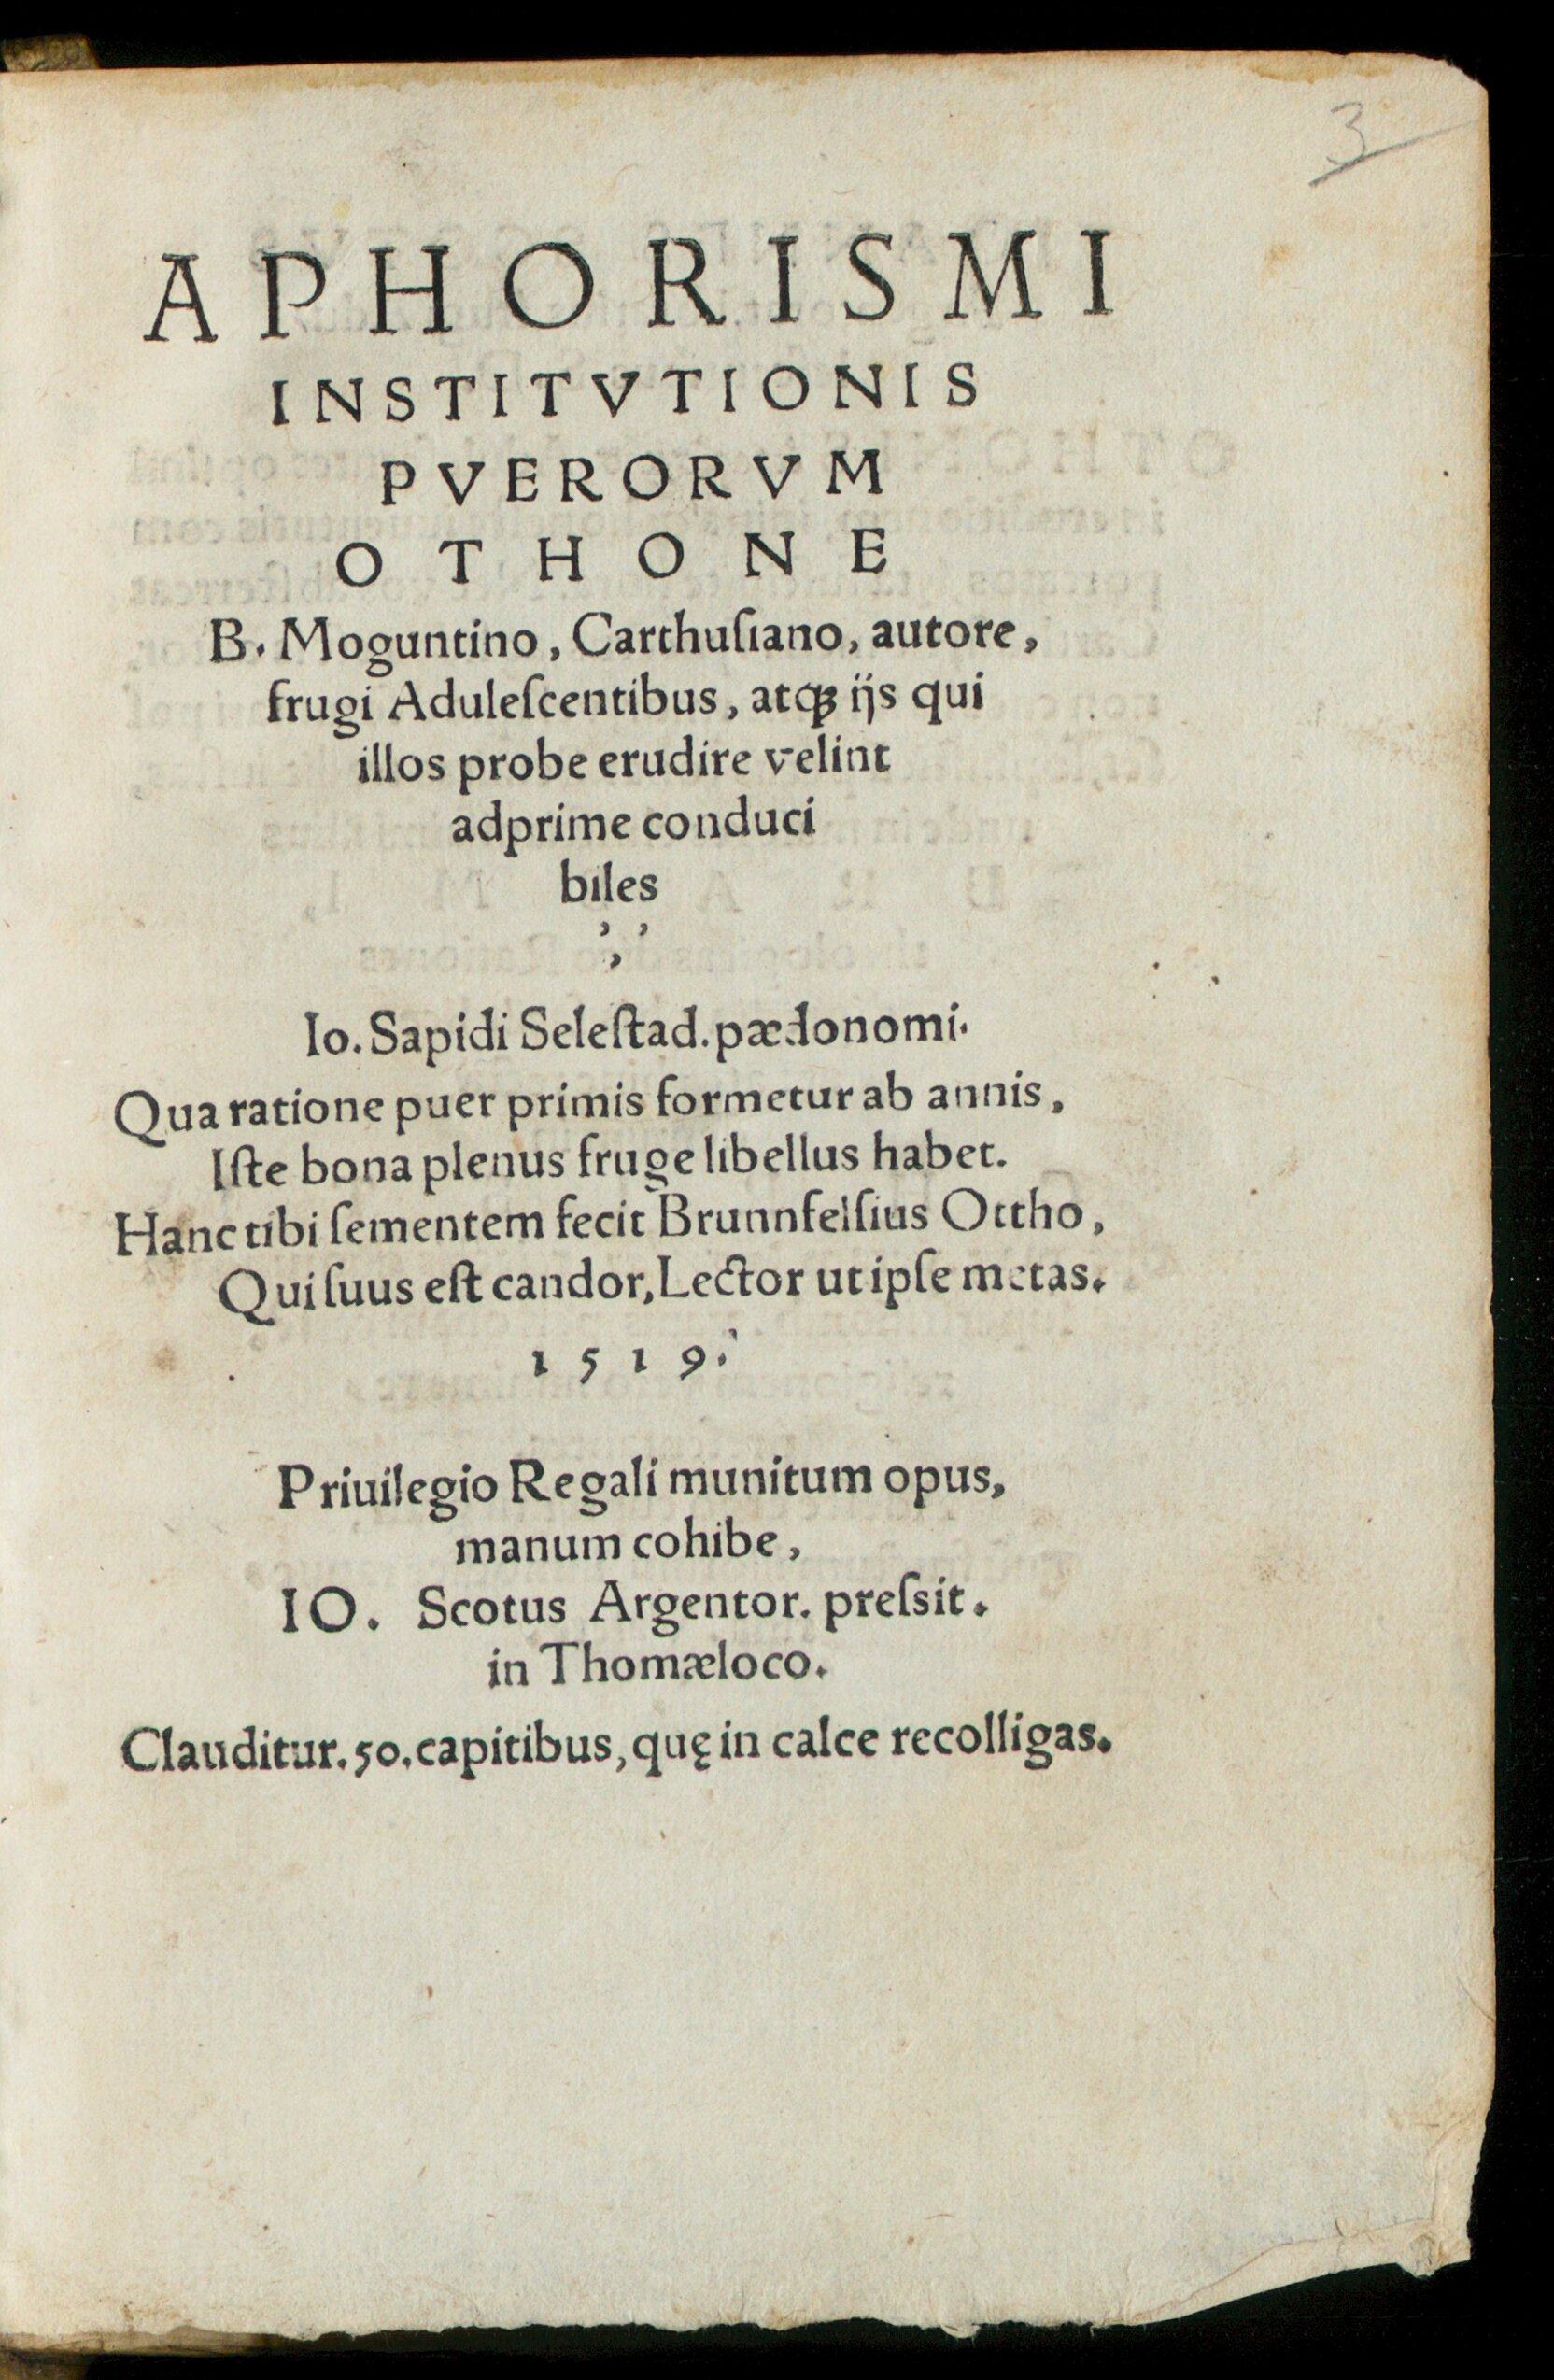 3
APHORISMI
INSTITVTIONIS
PVERORVM
OTHONE
B. Moguntino, Carthuſiano, autore,
frugi Aduleſcentibus, atqꝫ ijs qui
illos probe erudire velint
adprime conduci
biles
Io. Sapidi Seleſtad. pædonomi.
Qua ratione puer primis formetur ab annis,
Iſte bona plenus fruge libellus habet.
Hanc tibi ſementem fecit Brunnfelſius Ottho,
Qui ſuus eſt candor, Lector ut ipſe metas.
1519.
Priuilegio Regali munitum opus,
manum cohibe,
IO. Scotus Argentor. preſsit.
in Thomæloco.
Clauditur. 50. capitibus, quę in calce recolligas.